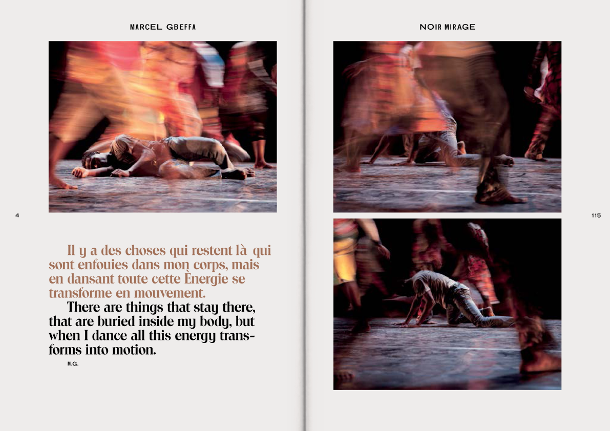 MARCEL GBEFFA
NOIR MIRAGE
Il y a des choses qui restent là qui
sont enfouies dans mon corps, mais
en dansant toute cette Énergie se
transforme en mouvement.
There are things that stay there,
that are buried inside my body, but
when I dance all this energy trans-
forms into motion.
R.G.
4
115